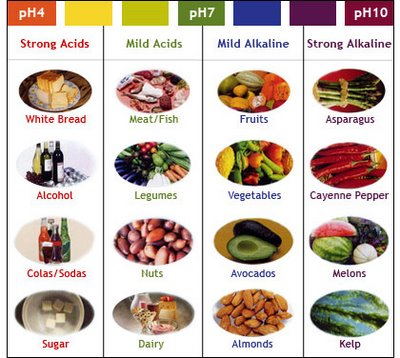 pH4 pH7 pH10
Strong Acids Mild Acids Mild Alkaline Strong Alkaline
White Bread Meat/Fish Fruits Asparagus
Alcohol Legumes Vegetables Cayenne Pepper
Colas/Sodas Nuts Avocados Melons
Sugar Dairy Almonds Kelp